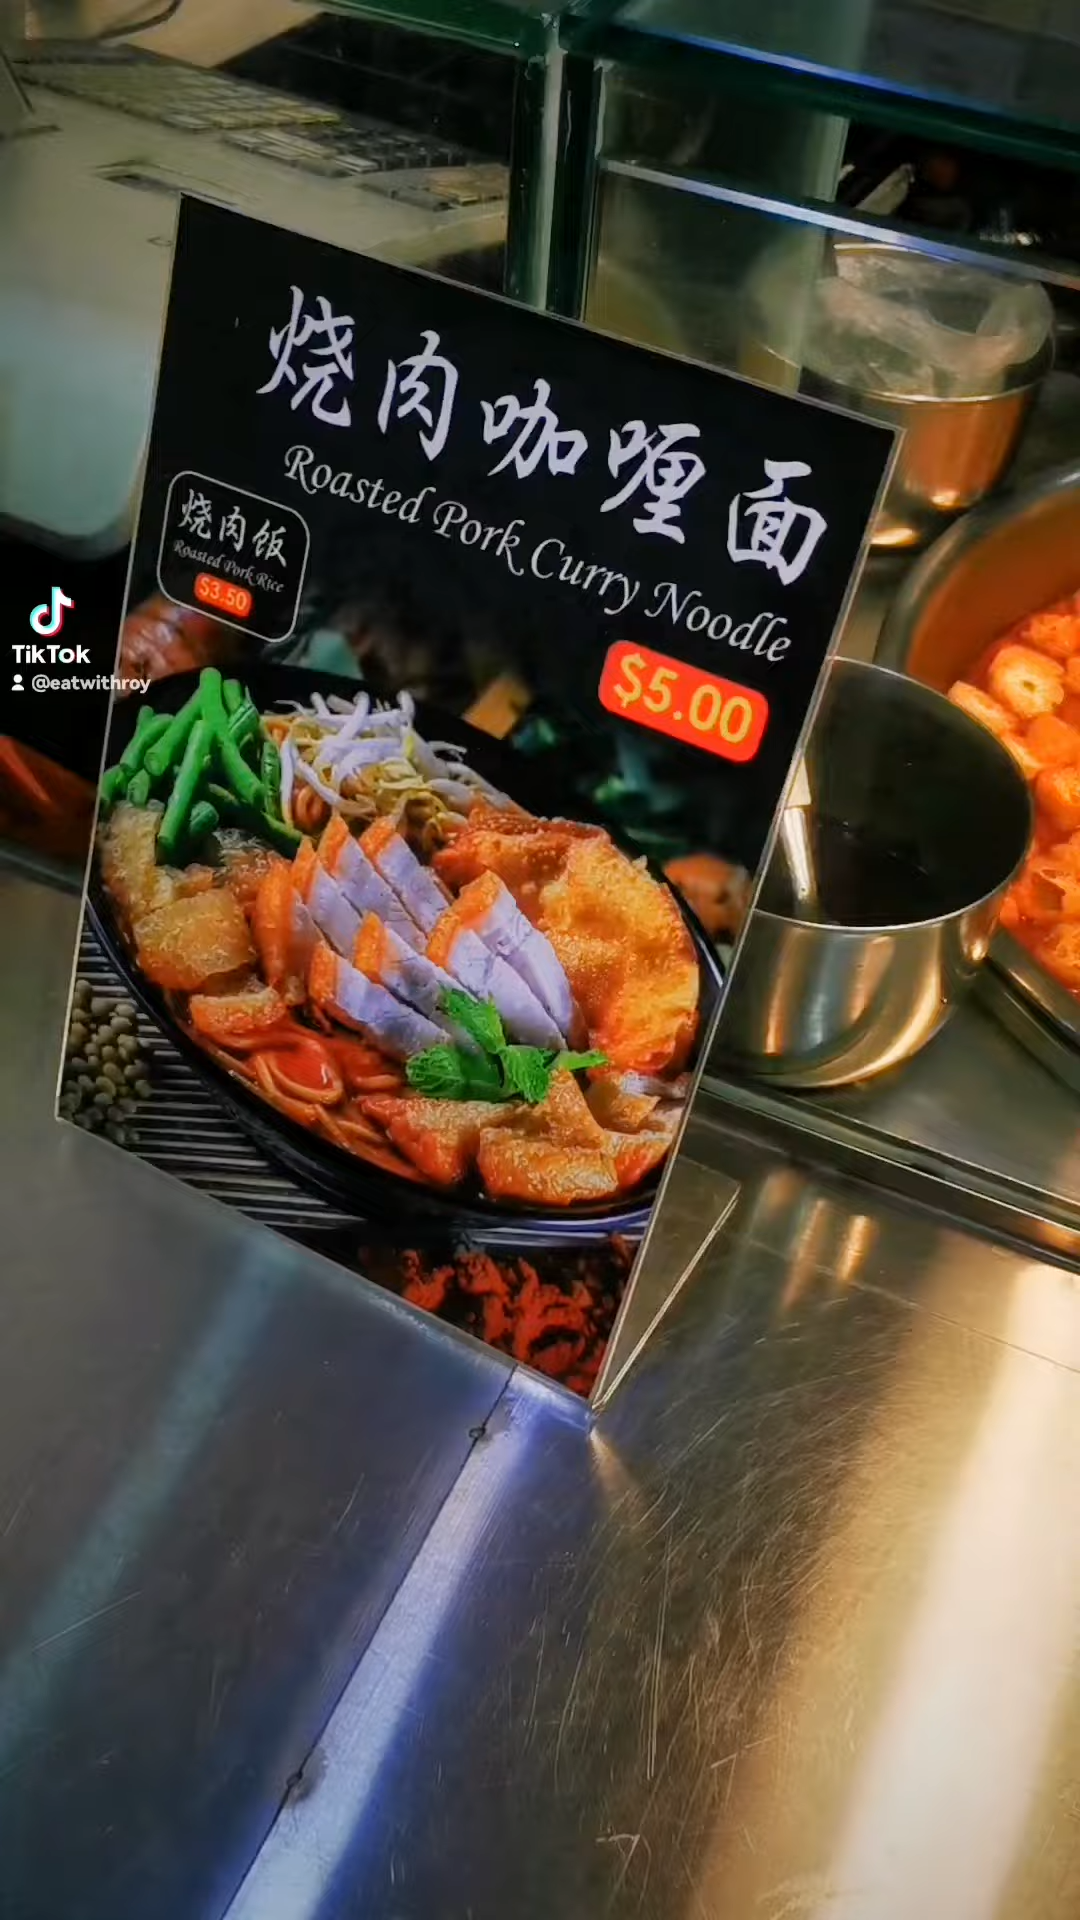 烧肉咖喱面
Roasted Pork Curry Noodle
$5.00
烧肉饭
Roasted Pork Rice
$3.50
TikTok
@eatwithroy